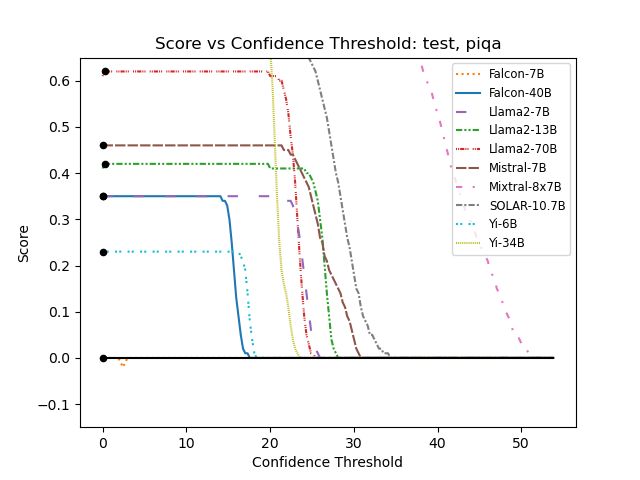 Score vs Confidence Threshold: test, piqa
Falcon-7B
Falcon-40B
Llama2-7B
Llama2-13B
Llama2-70B
Mistral-7B
Mixtral-8x7B
SOLAR-10.7B
Yi-6B
Yi-34B
Score
0.6
0.5
0.4
0.3
0.2
0.1
0.0
−0.1
0 10 20 30 40 50
Confidence Threshold